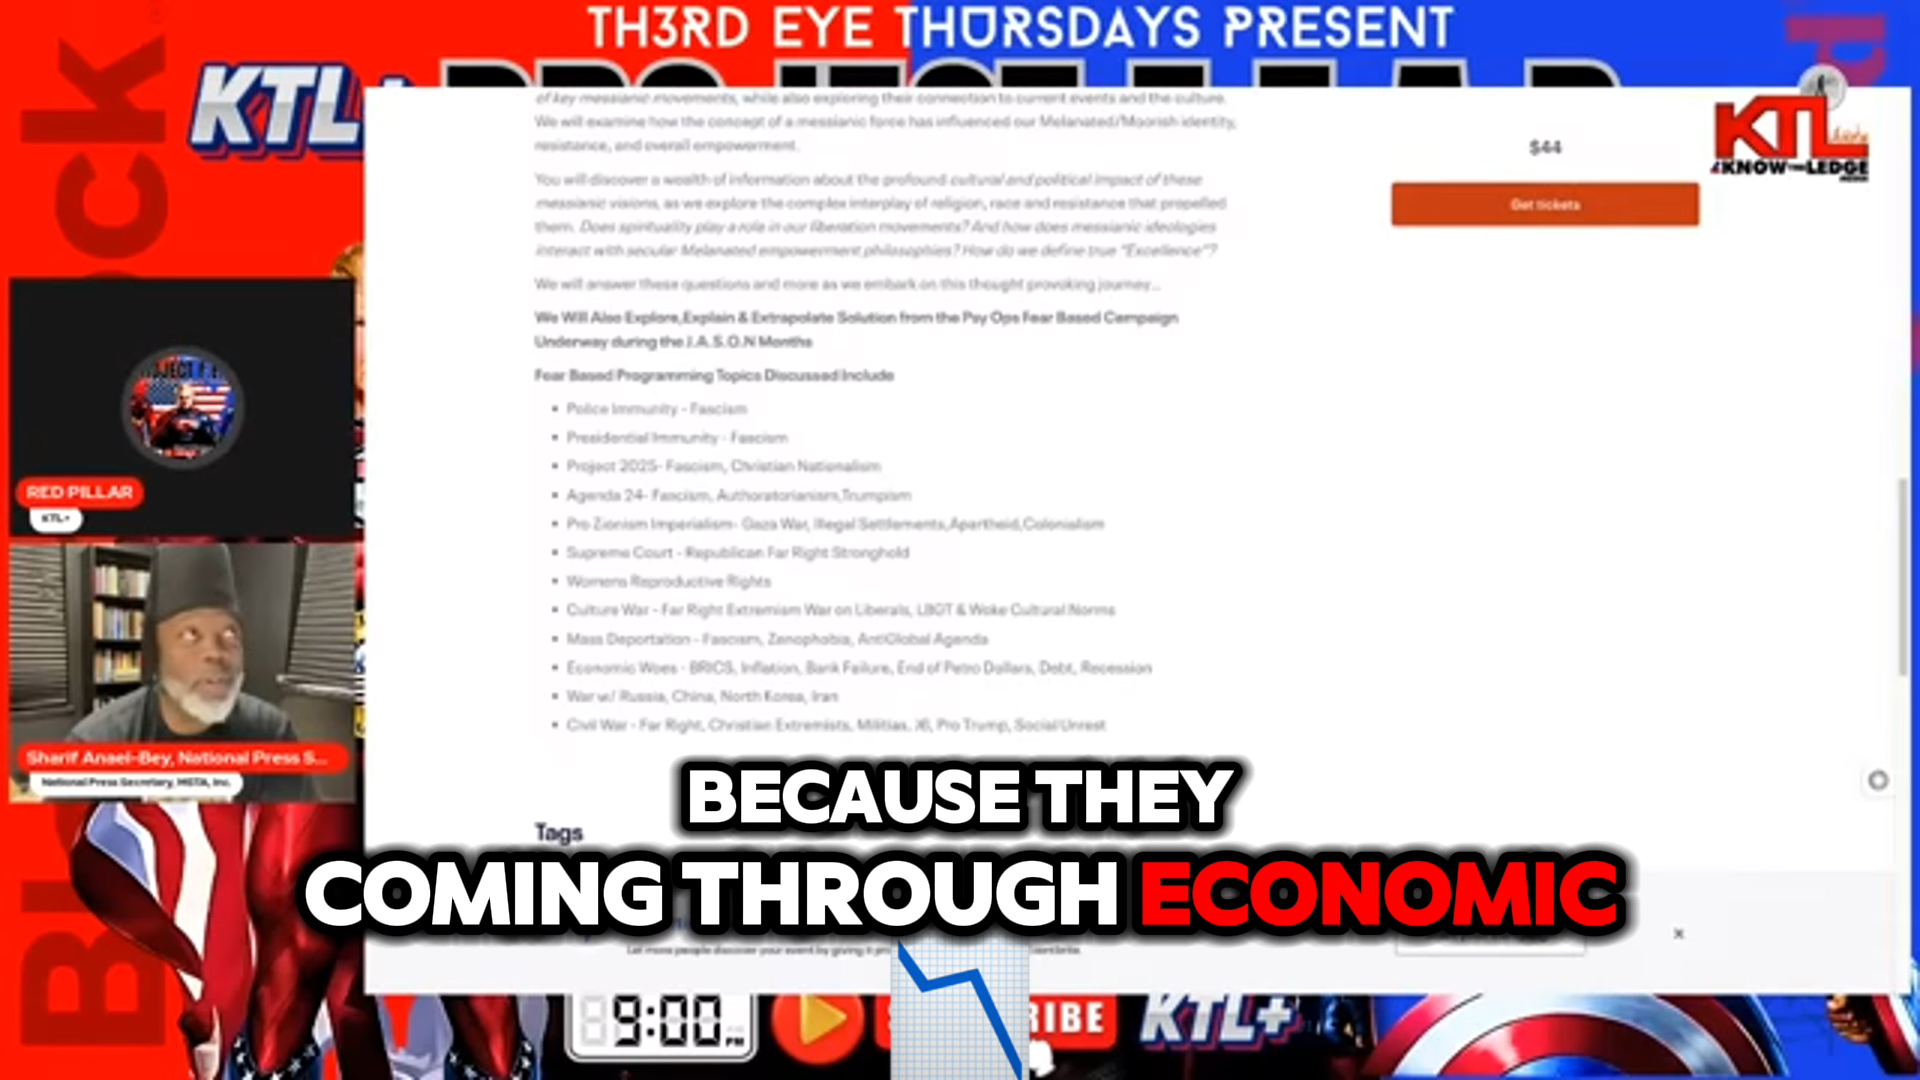 TH3RD EYE THURSDAYS PRESENT
KTL+
of key messianic movements, while also exploring their connection to current events and the culture.
We will examine how the concept of a messianic force has influenced our Melanated/Moorish identity,
resistance, and overall empowerment.
You will discover a wealth of information about the profound cultural and political impact of these
messianic visions, as we explore the complex interplay of religion, race and resistance that propelled
them. Does spirituality play a role in our liberation movements? And how does messianic ideologies
interact with secular Melanated empowerment philosophies? How do we define true "Excellence"?
We will answer these questions and more as we embark on this thought provoking journey...
We Will Also Explore,Explain & Extrapolate Solution from the Psy Ops Fear Based Campaign
Underway during the J.A.S.O.N Months
Fear Based Programming Topics Discussed Include
Police Immunity - Fascism
Presidential Immunity - Fascism
Project 2025- Fascism, Christian Nationalism
Agenda 24- Fascism, Authoratorianism,Trumpism
Pro Zionism Imperialism- Gaza War, Illegal Settlements,Apartheid,Colonialism
Supreme Court - Republican Far Right Stronghold
Womens Reproductive Rights
Culture War - Far Right Extremism War on Liberals, LBGT & Woke Cultural Norms
Mass Deportation - Fascism, Zenophobia, AntiGlobal Agenda
Economic Woes - BRICS, Inflation, Bank Failure, End of Petro Dollars, Debt, Recession
War w/ Russia, China, North Korea, Iran
Civil War - Far Right, Christian Extremists, Militias, J6, Pro Trump, Social Unrest
Tags
$44
Get tickets
KTL
KNOW THE LEDGE
RED PILLAR
KTL+
Sharif Anael-Bey, National Press S...
National Press Secretary, MSTA, Inc.
BECAUSE THEY
COMING THROUGH ECONOMIC
Let more people discover your event by giving it
9:00 PM
KTL+